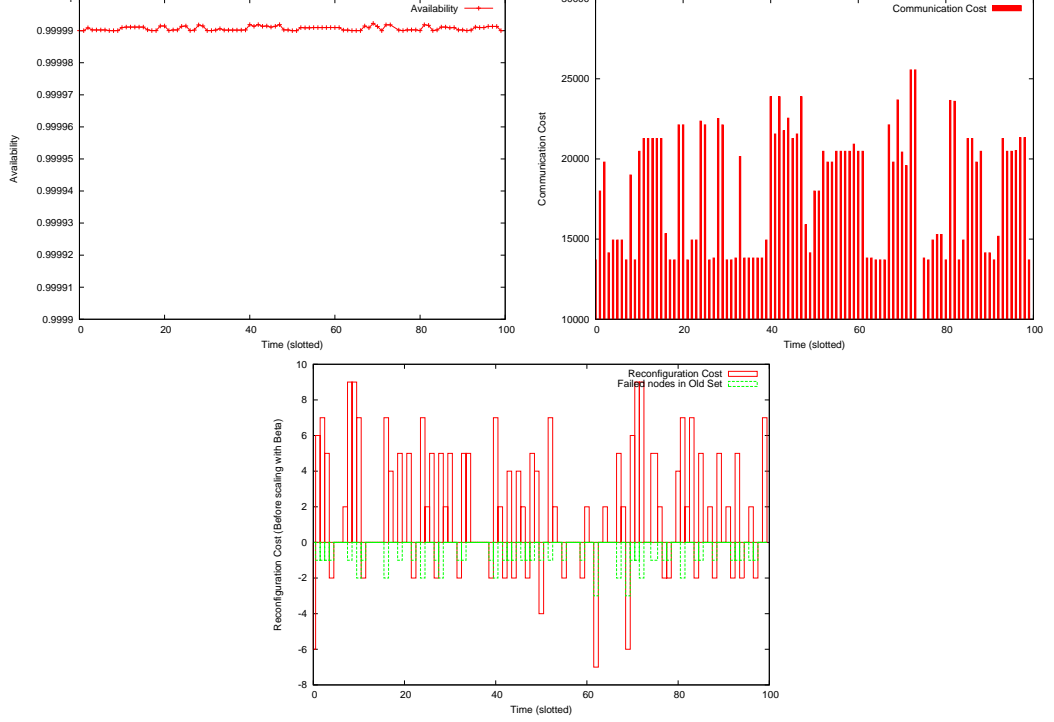 Availability
0.999999
0.99998
0.99997
0.99996
0.99995
0.99994
0.99993
0.99992
0.99991
0.9999
0 20 40 60 80 100
Time (slotted)
Availability
Communication Cost
25000
20000
15000
10000
0 20 40 60 80 100
Time (slotted)
Communication Cost
Reconfiguration Cost
Failed nodes in Old Set
10
8
6
4
2
0
-2
-4
-6
-8
0 20 40 60 80 100
Time (slotted)
Reconfiguration Cost (Before scaling with Beta)